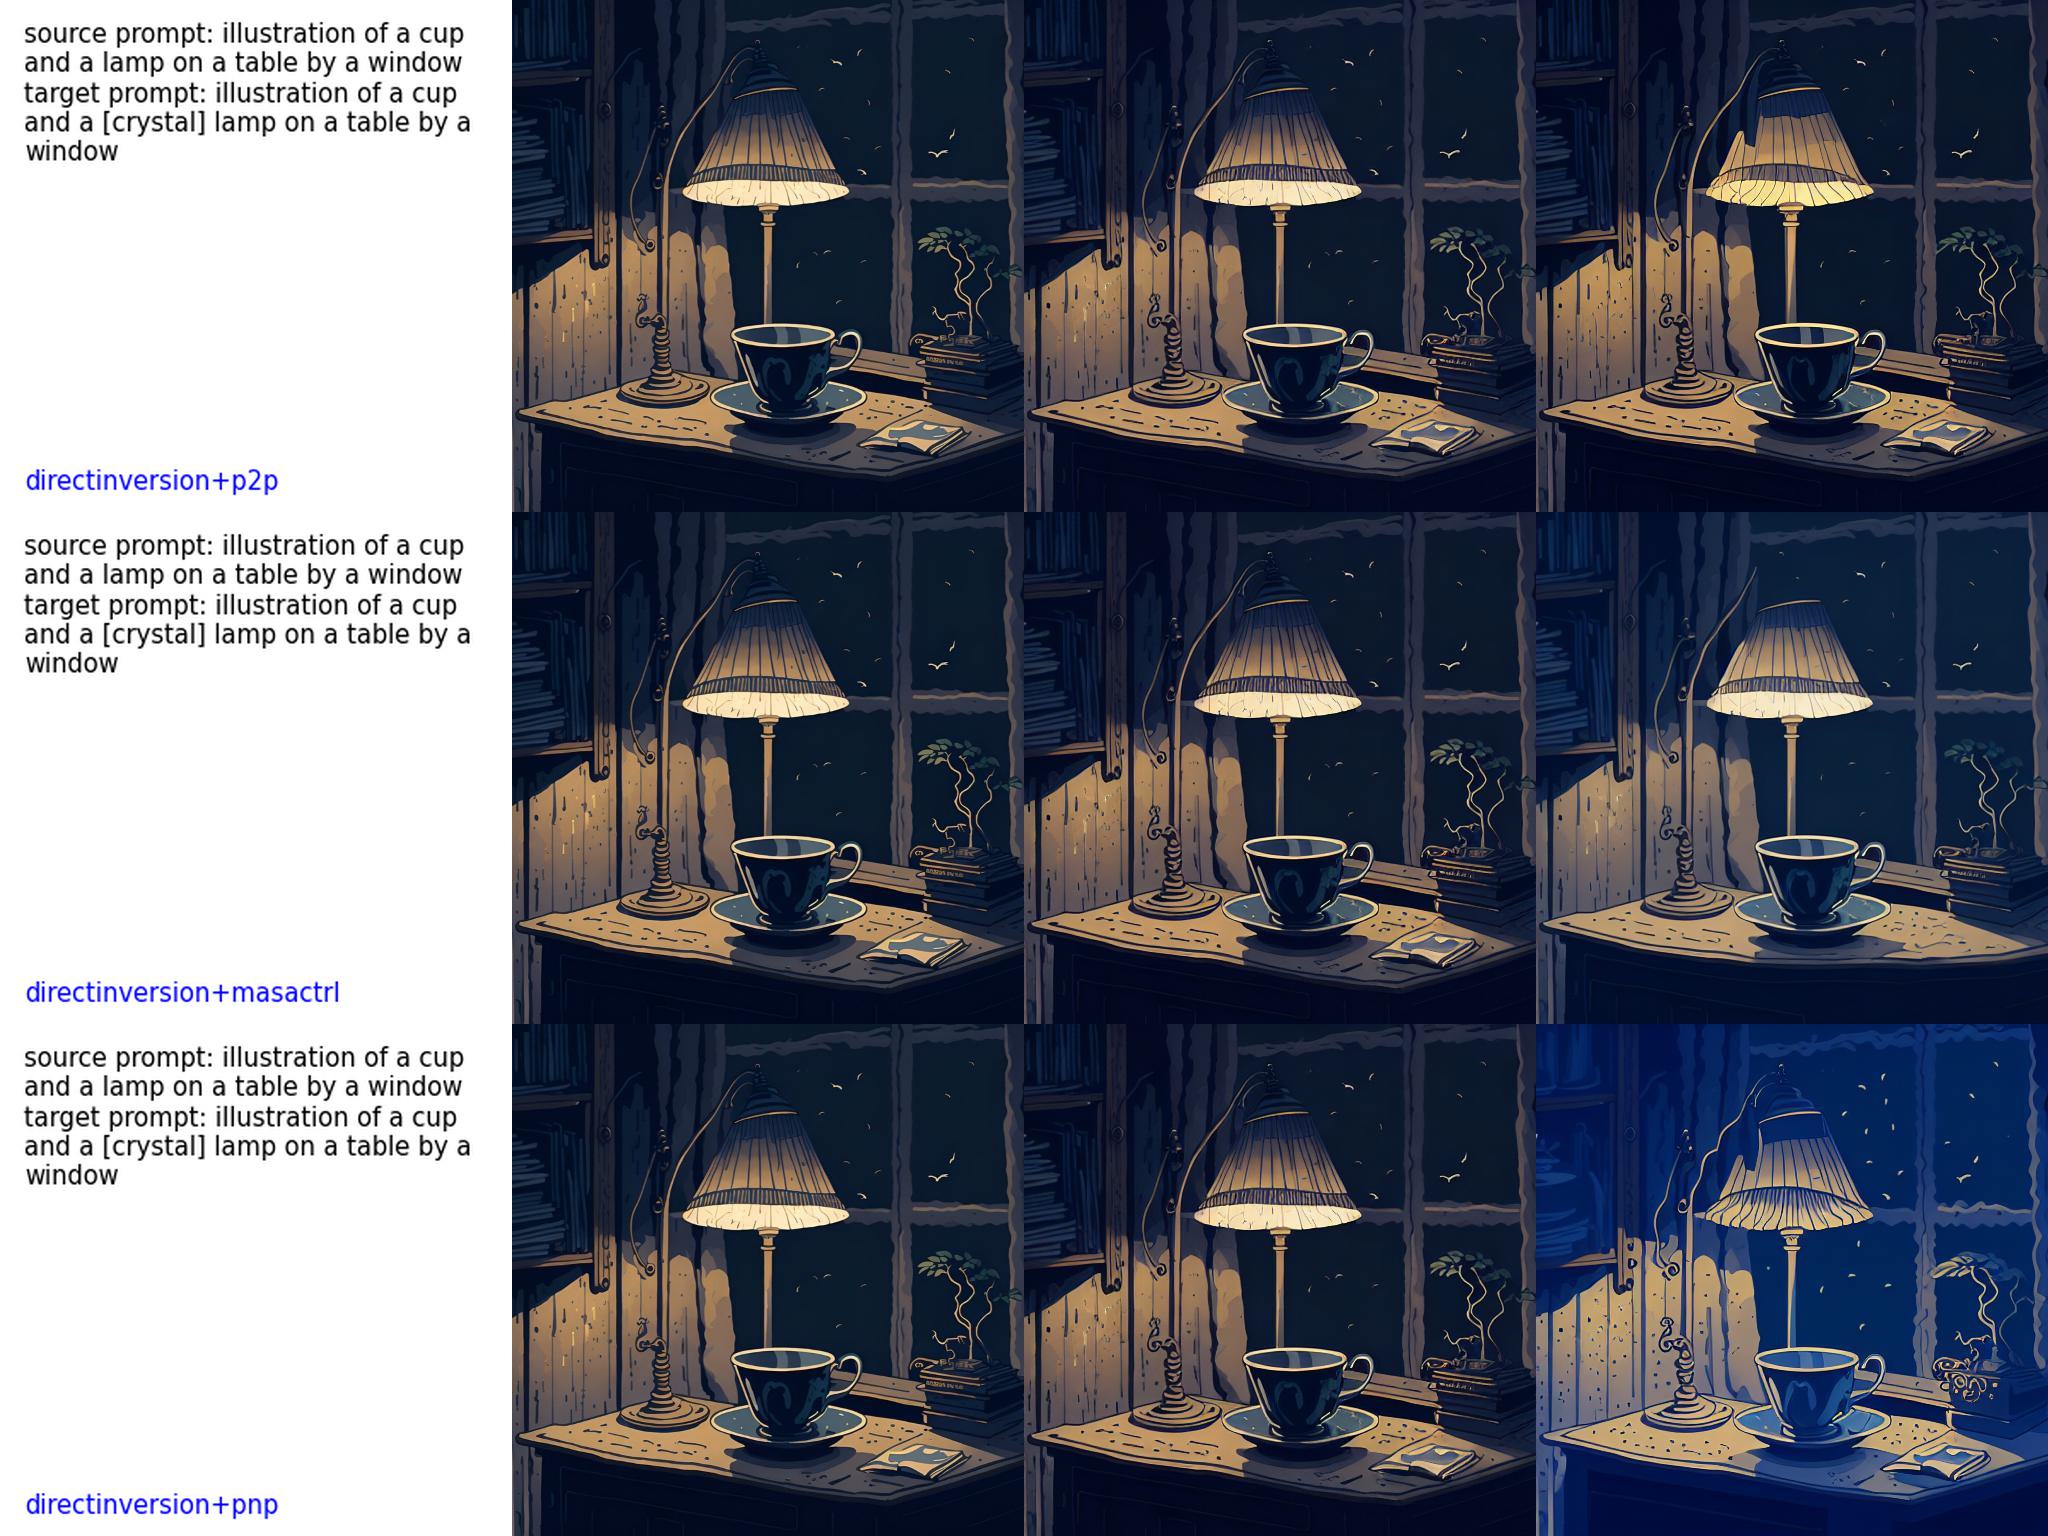 source prompt: illustration of a cup
and a lamp on a table by a window
target prompt: illustration of a cup
and a [crystal] lamp on a table by a
window
directinversion+p2p
source prompt: illustration of a cup
and a lamp on a table by a window
target prompt: illustration of a cup
and a [crystal] lamp on a table by a
window
directinversion+masactrl
source prompt: illustration of a cup
and a lamp on a table by a window
target prompt: illustration of a cup
and a [crystal] lamp on a table by a
window
directinversion+pnp